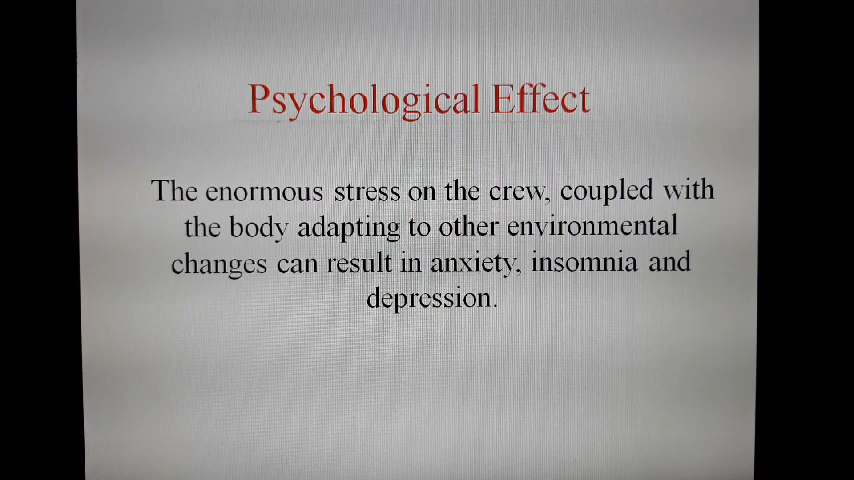 Psychological Effect
The enormous stress on the crew, coupled with
the body adapting to other environmental
changes can result in anxiety, insomnia and
depression.